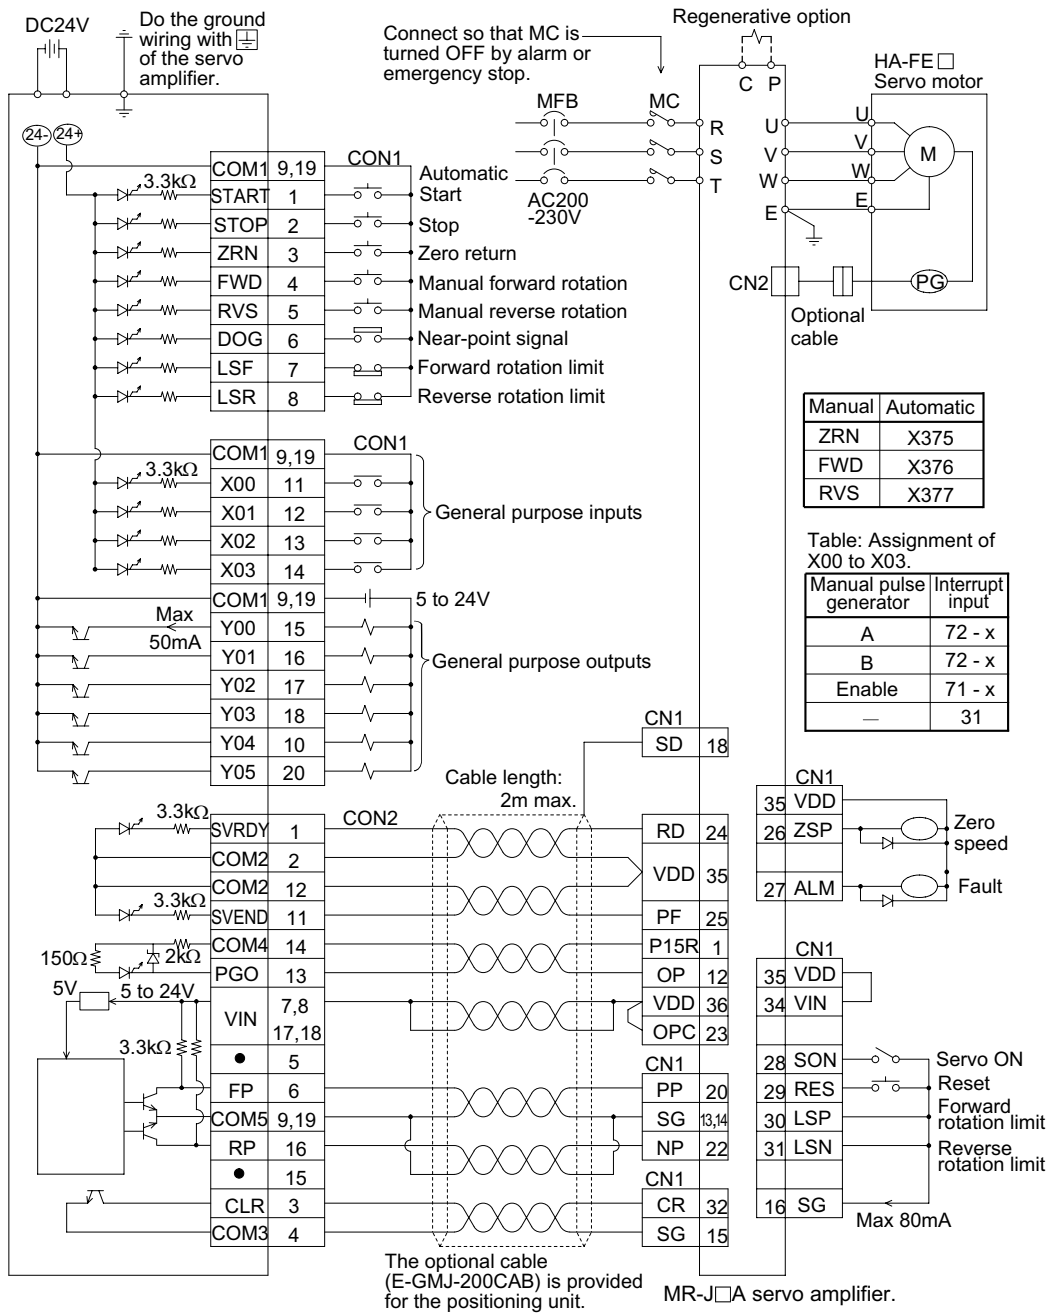 DC24V
Do the ground
wiring with
of the servo
amplifier.
Connect so that MC is
turned OFF by alarm or
emergency stop.
Regenerative option
C P
HA-FE□
Servo motor
MFB
MC
R
S
T
AC200
-230V
U
V
W
E
U
V
W
E
M
CN2
PG
Optional
cable
24-
24+
CON1
COM1 9,19
3.3kΩ
START 1
Automatic
Start
STOP 2 Stop
ZRN 3 Zero return
FWD 4 Manual forward rotation
RVS 5 Manual reverse rotation
DOG 6 Near-point signal
LSF 7 Forward rotation limit
LSR 8 Reverse rotation limit
Manual Automatic
ZRN X375
FWD X376
RVS X377
CON1
COM1 9,19
3.3kΩ
X00 11
X01 12
X02 13
X03 14
General purpose inputs
Table: Assignment of
X00 to X03.
Manual pulse
generator
Interrupt
input
A 72 - x
B 72 - x
Enable 71 - x
— 31
COM1 9,19 5 to 24V
Max
50mA
Y00 15
Y01 16
Y02 17
Y03 18
Y04 10
Y05 20
General purpose outputs
CN1
SD 18
Cable length:
2m max.
CON2
3.3kΩ
SVRDY 1
COM2 2
COM2 12
3.3kΩ
SVEND 11
COM4 14
150Ω
2kΩ
PGO 13
5V
5 to 24V
VIN
7,8
17,18
3.3kΩ
● 5
FP 6
COM5 9,19
RP 16
● 15
CLR 3
COM3 4
RD 24
VDD 35
PF 25
P15R 1
OP 12
VDD 36
OPC 23
CN1
PP 20
SG 13,14
NP 22
CN1
CR 32
SG 15
CN1
35 VDD
26 ZSP
Zero
speed
27 ALM
Fault
CN1
35 VDD
34 VIN
28 SON Servo ON
29 RES Reset
30 LSP
Forward
rotation limit
31 LSN
Reverse
rotation limit
16 SG
Max 80mA
The optional cable
(E-GMJ-200CAB) is provided
for the positioning unit.
MR-J□A servo amplifier.